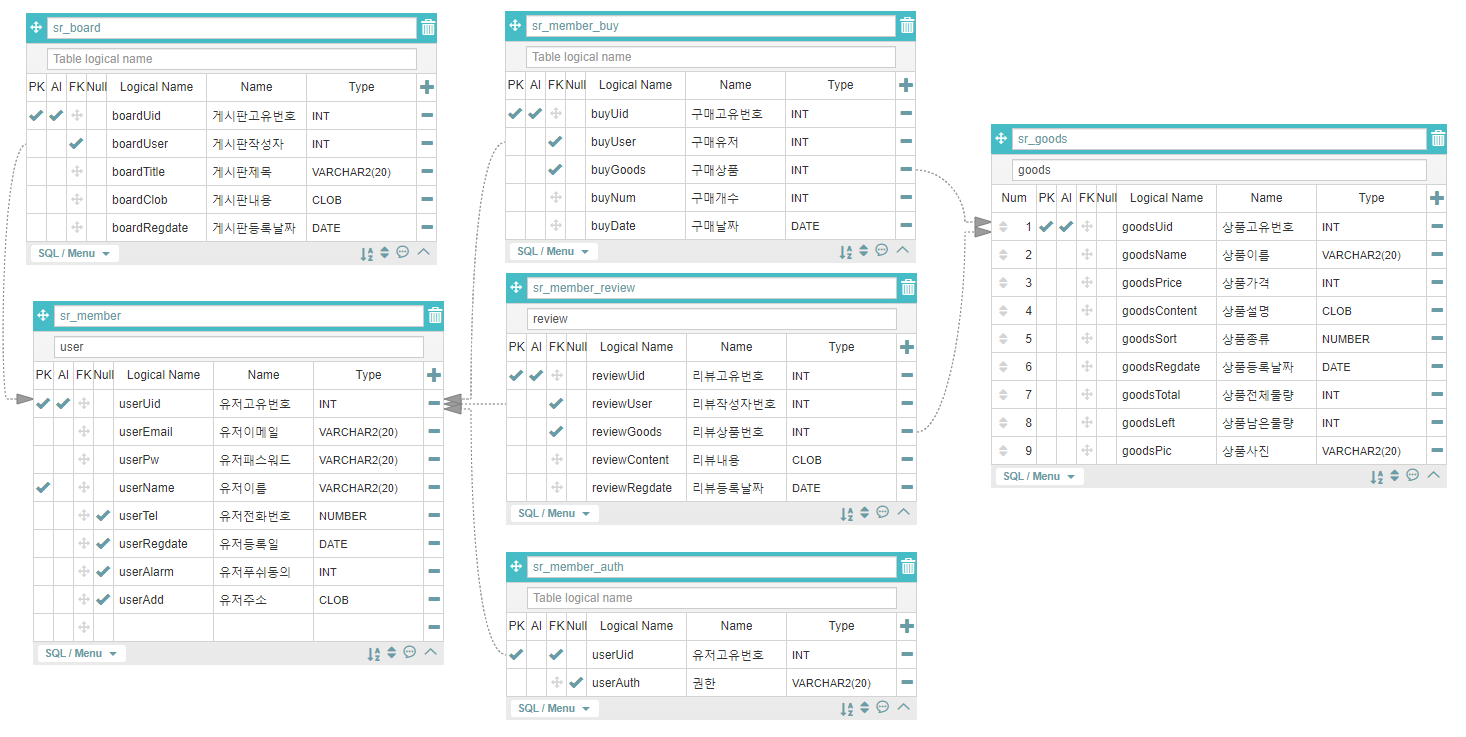 sr_board
Table logical name
PK AI FK Null Logical Name Name Type
boardUid 게시판고유번호 INT
boardUser 게시판작성자 INT
boardTitle 게시판제목 VARCHAR2(20)
boardClob 게시판내용 CLOB
boardRegdate 게시판등록날짜 DATE
SQL / Menu
sr_member
user
PK AI FK Null Logical Name Name Type
userUid 유저고유번호 INT
userEmail 유저이메일 VARCHAR2(20)
userPw 유저패스워드 VARCHAR2(20)
userName 유저이름 VARCHAR2(20)
userTel 유저전화번호 NUMBER
userRegdate 유저등록일 DATE
userAlarm 유저푸쉬동의 INT
userAdd 유저주소 CLOB
SQL / Menu
sr_member_buy
Table logical name
PK AI FK Null Logical Name Name Type
buyUid 구매고유번호 INT
buyUser 구매유저 INT
buyGoods 구매상품 INT
buyNum 구매개수 INT
buyDate 구매날짜 DATE
SQL / Menu
sr_member_review
review
PK AI FK Null Logical Name Name Type
reviewUid 리뷰고유번호 INT
reviewUser 리뷰작성자번호 INT
reviewGoods 리뷰상품번호 INT
reviewContent 리뷰내용 CLOB
reviewRegdate 리뷰등록날짜 DATE
SQL / Menu
sr_member_auth
Table logical name
PK AI FK Null Logical Name Name Type
userUid 유저고유번호 INT
userAuth 권한 VARCHAR2(20)
SQL / Menu
sr_goods
goods
Num PK AI FK Null Logical Name Name Type
1 goodsUid 상품고유번호 INT
2 goodsName 상품이름 VARCHAR2(20)
3 goodsPrice 상품가격 INT
4 goodsContent 상품설명 CLOB
5 goodsSort 상품종류 NUMBER
6 goodsRegdate 상품등록날짜 DATE
7 goodsTotal 상품전체물량 INT
8 goodsLeft 상품남은물량 INT
9 goodsPic 상품사진 VARCHAR2(20)
SQL / Menu